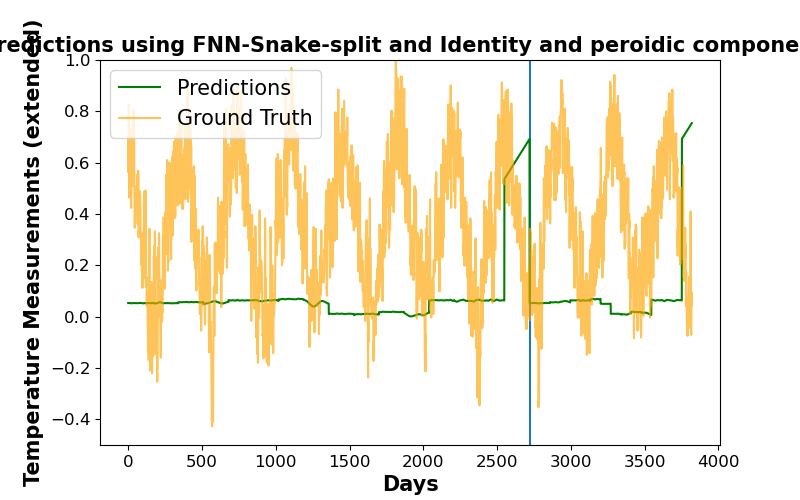 redictions using FNN-Snake-split and Identity and peroidic compone
Predictions
Ground Truth
Temperature Measurements (extended)
1.0
0.8
0.6
0.4
0.2
0.0
−0.2
−0.4
0 500 1000 1500 2000 2500 3000 3500 4000
Days